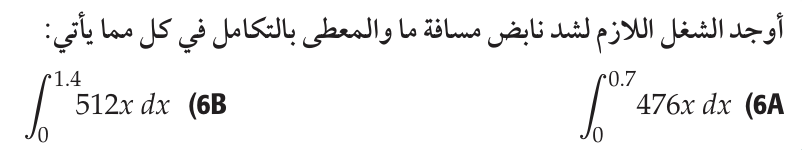 أوجد الشغل اللازم لشد نابض مسافة ما والمعطى بالتكامل في كل مما يأتي:
(6A ∫₀^0.7 476x dx (6B ∫₀^1.4 512x dx